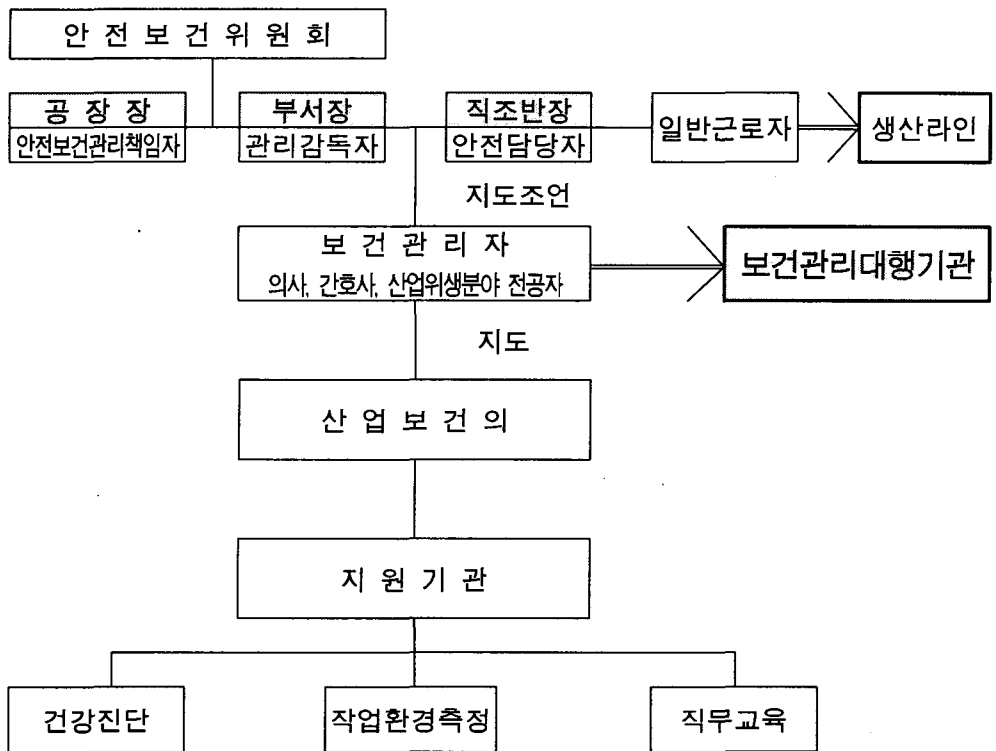 안전보건위원회
공장장
안전보건관리책임자
부서장
관리감독자
직조반장
안전담당자
일반근로자
생산라인
지도조언
보건관리자
의사, 간호사, 산업위생분야 전공자
보건관리대행기관
지도
산업보건의
지원기관
건강진단
작업환경측정
직무교육